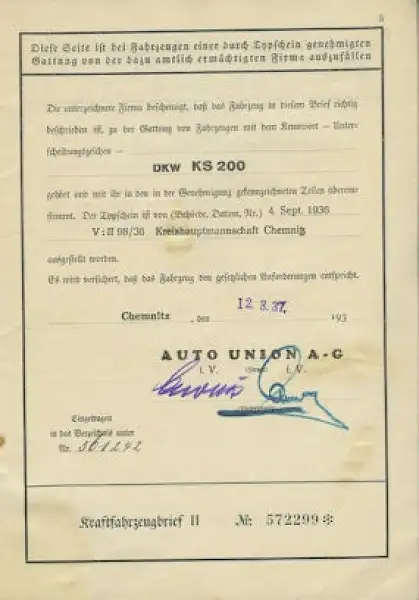 5
Diese Seite ist bei Fahrzeugen einer durch Typschein genehmigten
Gattung von der dazu amtlich ermächtigten Firma auszufüllen
Die unterzeichnete Firma bescheinigt, daß das Fahrzeug in diesem Brief richtig
beschrieben ist, zu der Gattung von Fahrzeugen mit dem Kennwort – Unter-
scheidungszeichen –
DKW KS 200
gehört und mit ihr in den in der Genehmigung gekennzeichneten Teilen überein-
stimmt. Der Typschein ist von (Behörde, Datum, Nr.) 4. Sept. 1936
V: II 98/36 Kreishauptmannschaft Chemnitz
ausgestellt worden.
Es wird versichert, daß das Fahrzeug den gesetzlichen Anforderungen entspricht.
Chemnitz, den 12. 3. 37. 193
AUTO UNION A-G
i. V. (Firma) i. V.
Eingetragen
in das Verzeichnis unter
Nr. 301242
Kraftfahrzeugbrief II № 572299 ✻